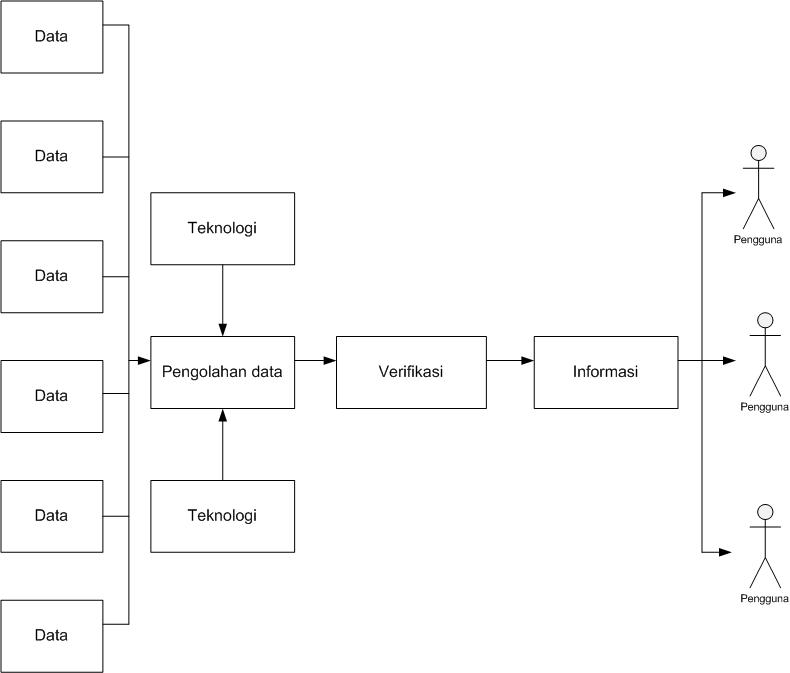 Data
Data
Data
Data
Data
Data
Teknologi
Pengolahan data
Teknologi
Verifikasi
Informasi
Pengguna
Pengguna
Pengguna